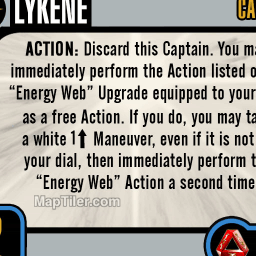 LYKENE
CA
ACTION: Discard this Captain. You ma
immediately perform the Action listed o
"Energy Web" Upgrade equipped to your
as a free Action. If you do, you may ta
a white 1⬆ Maneuver, even if it is not
your dial, then immediately perform t
"Energy Web" Action a second time
MapTiler.com